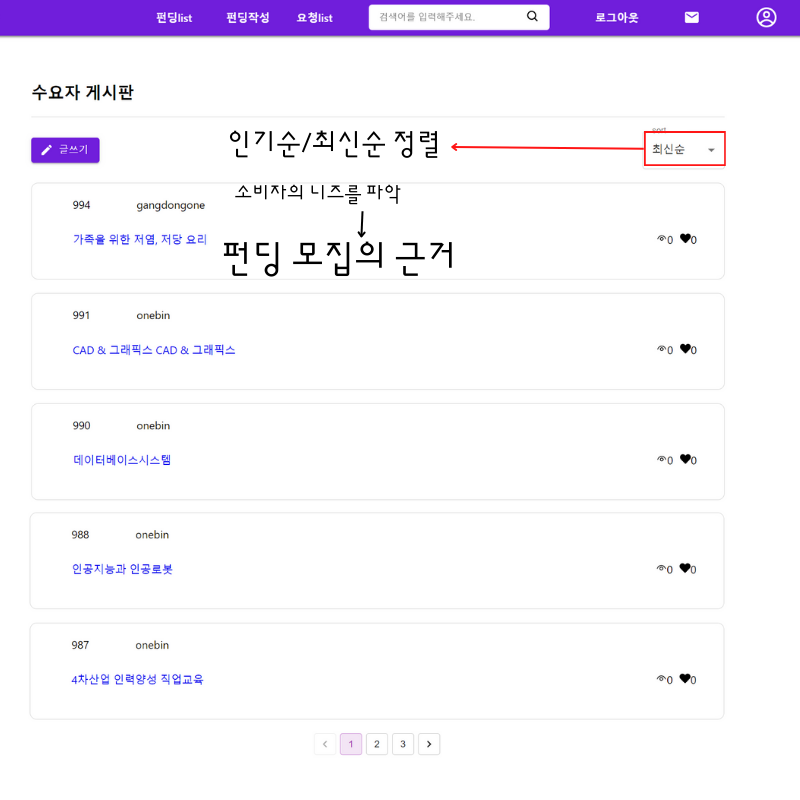 펀딩list 펀딩작성 요청list 검색어를 입력해주세요. 로그아웃
수요자 게시판
sort
글쓰기 인기순/최신순 정렬 최신순
소비자의 니즈를 파악
994 gangdongone
가족을 위한 저염, 저당 요리 0 0
펀딩 모집의 근거
991 onebin
CAD & 그래픽스 CAD & 그래픽스 0 0
990 onebin
데이터베이스시스템 0 0
988 onebin
인공지능과 인공로봇 0 0
987 onebin
4차산업 인력양성 직업교육 0 0
‹ 1 2 3 ›